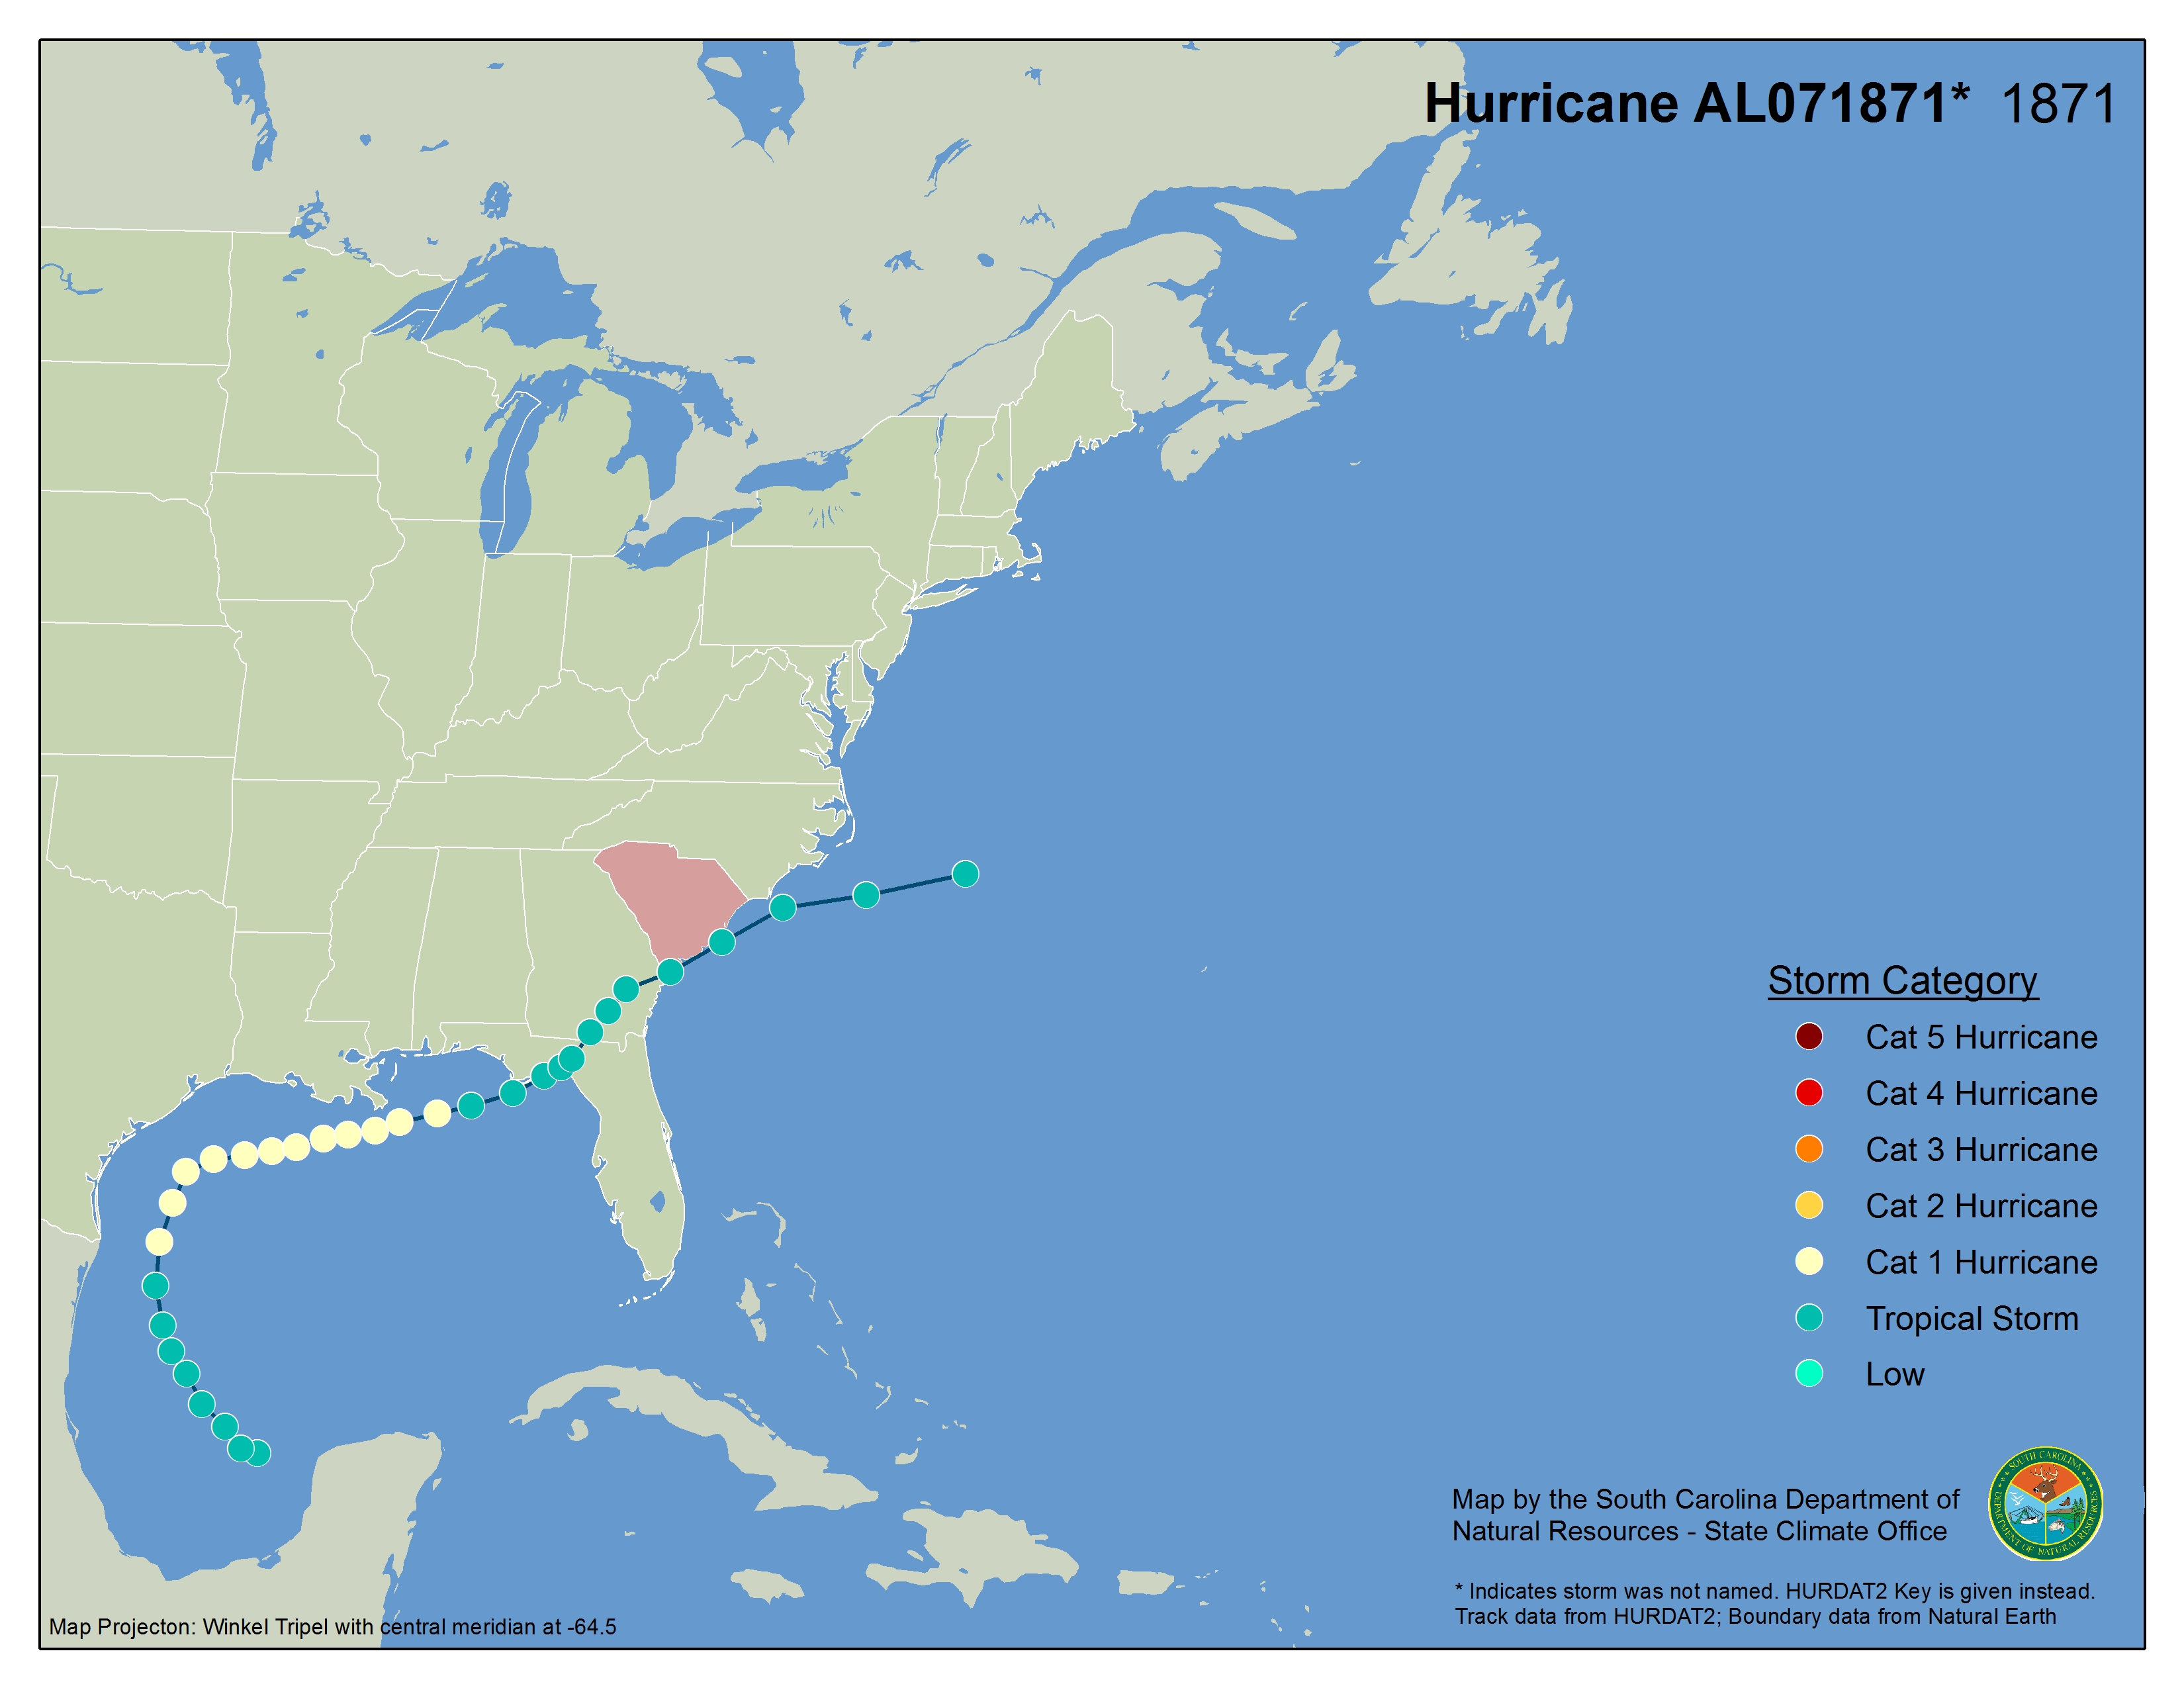 Hurricane AL071871* 1871
Storm Category
Cat 5 Hurricane
Cat 4 Hurricane
Cat 3 Hurricane
Cat 2 Hurricane
Cat 1 Hurricane
Tropical Storm
Low
Map by the South Carolina Department of
Natural Resources - State Climate Office
SOUTH CAROLINA
DEPARTMENT OF NATURAL RESOURCES
* Indicates storm was not named. HURDAT2 Key is given instead.
Track data from HURDAT2; Boundary data from Natural Earth
Map Projecton: Winkel Tripel with central meridian at -64.5